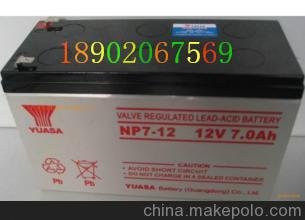 18902067569
VALVE REGULATED LEAD-ACID BATTERY
NP7-12 12V 7.0Ah
YUASA
AVOID SHORT CIRCUIT
DO NOT CHARGE IN A SEALED CONTAINER
Pb
Pb
YUASA Battery (Guangdong) Co., Ltd
china.makepolo.com